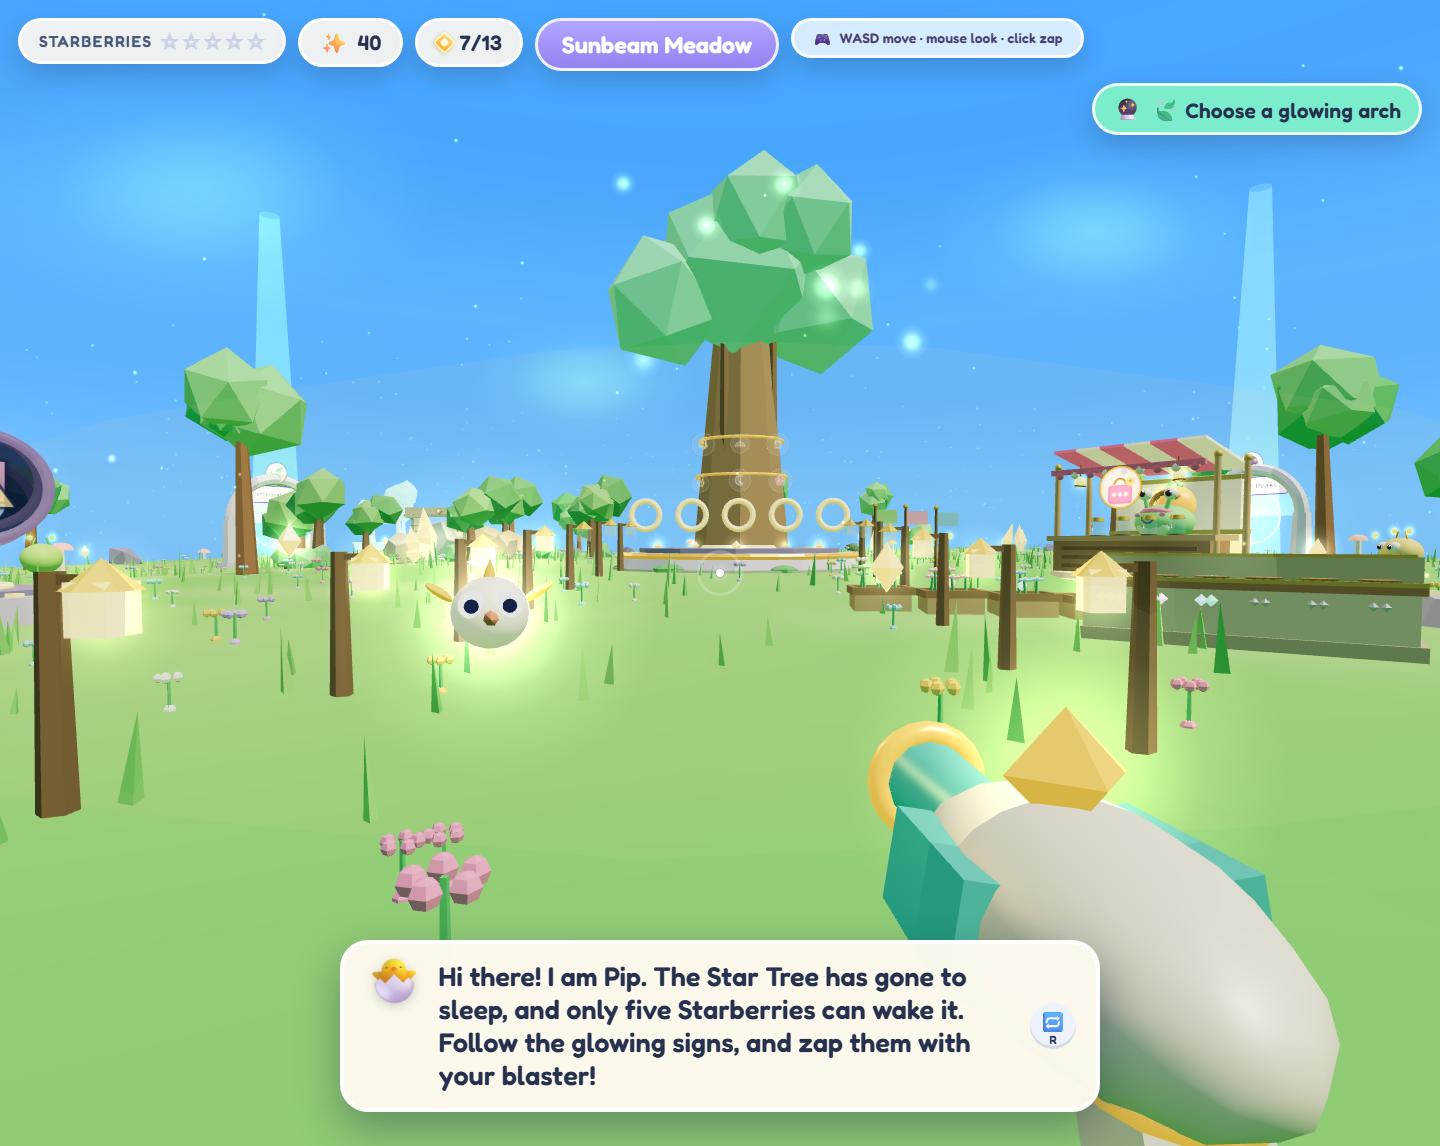 STARBERRIES
40
7/13
Sunbeam Meadow
WASD move · mouse look · click zap
Choose a glowing arch
Hi there! I am Pip. The Star Tree has gone to
sleep, and only five Starberries can wake it.
Follow the glowing signs, and zap them with
your blaster!
R